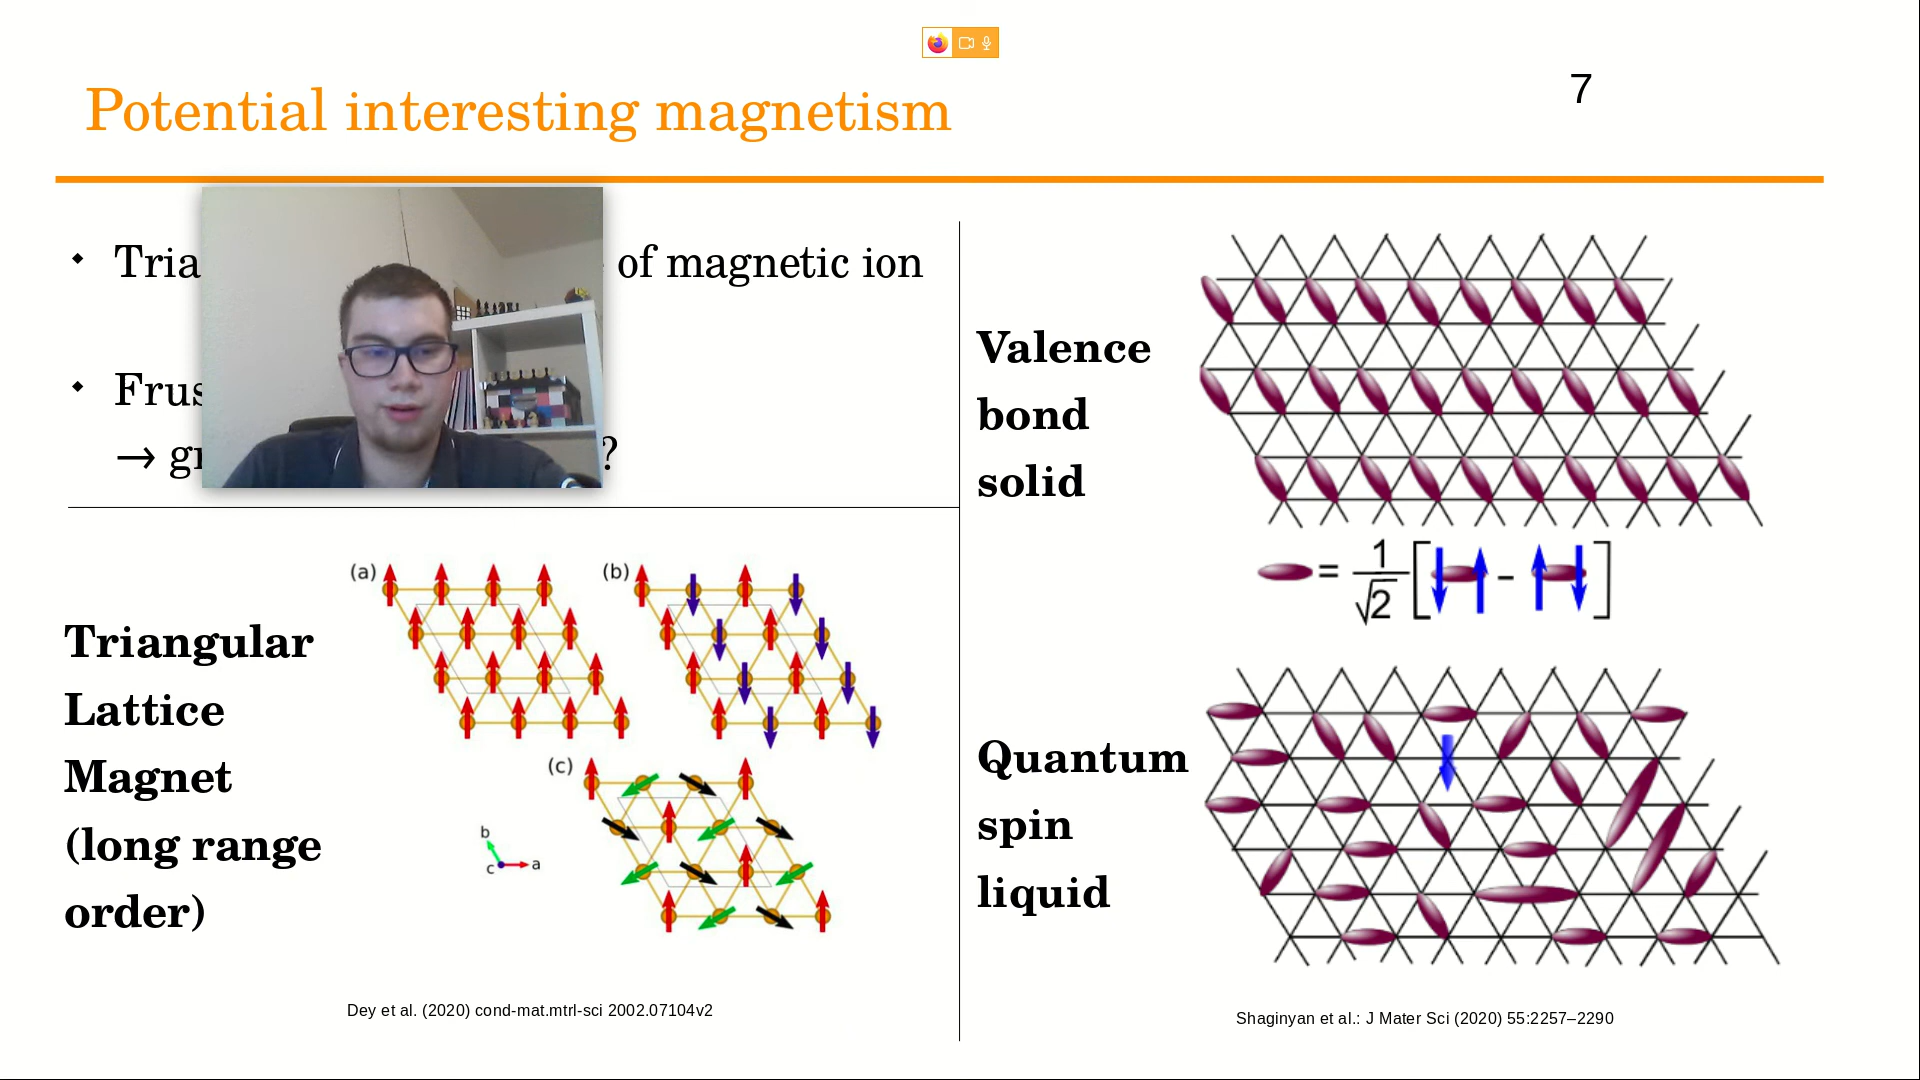 Potential interesting magnetism
7
of magnetic ion
?
Valence
bond
solid
= 1/√2 [ - ]
Triangular
Lattice
Magnet
(long range
order)
(a)
(b)
(c)
b
c
a
Quantum
spin
liquid
Dey et al. (2020) cond-mat.mtrl-sci 2002.07104v2
Shaginyan et al.: J Mater Sci (2020) 55:2257–2290